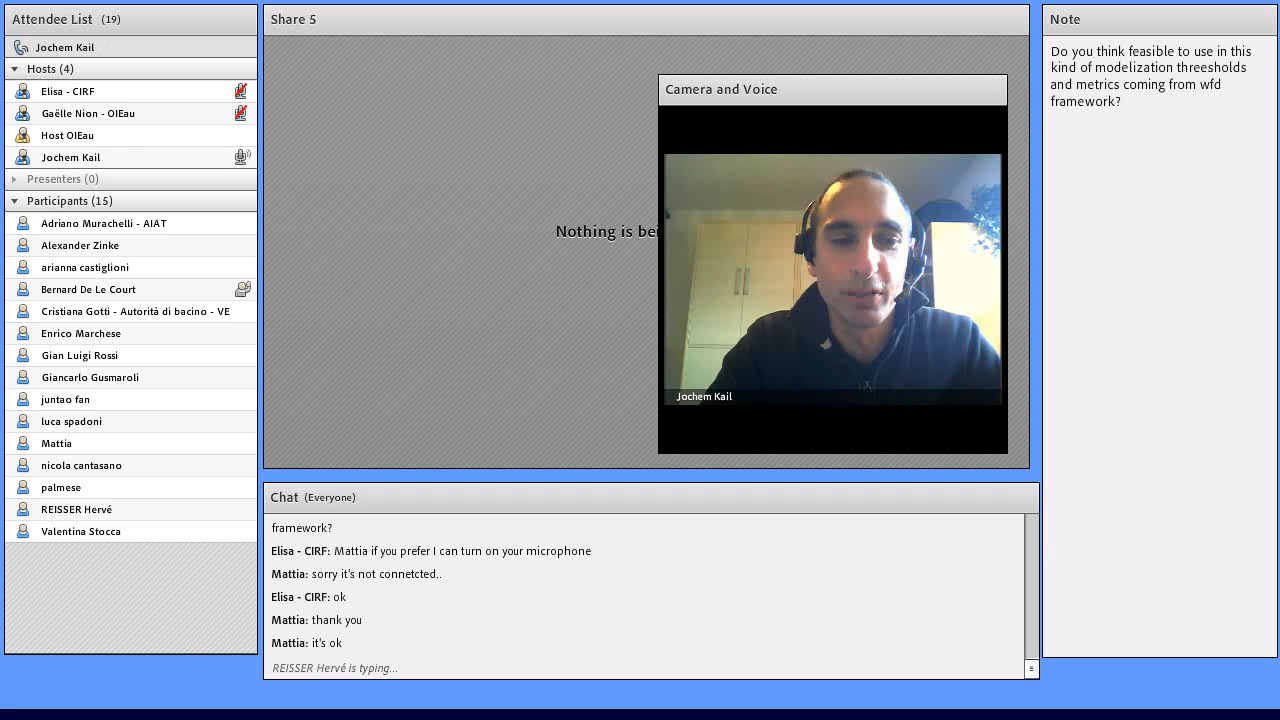 Attendee List (19)
Jochem Kail
Hosts (4)
Elisa - CIRF
Gaëlle Nion - OIEau
Host OIEau
Jochem Kail
Presenters (0)
Participants (15)
Adriano Murachelli - AIAT
Alexander Zinke
arianna castiglioni
Bernard De Le Court
Cristiana Gotti - Autorità di bacino - VE
Enrico Marchese
Gian Luigi Rossi
Giancarlo Gusmaroli
juntao fan
luca spadoni
Mattia
nicola cantasano
palmese
REISSER Hervé
Valentina Stocca
Share 5
Nothing is
Camera and Voice
Jochem Kail
Chat (Everyone)
framework?
Elisa - CIRF: Mattia if you prefer I can turn on your microphone
Mattia: sorry it's not connetcted..
Elisa - CIRF: ok
Mattia: thank you
Mattia: it's ok
REISSER Hervé is typing...
Note
Do you think feasible to use in this
kind of modelization threesholds
and metrics coming from wfd
framework?